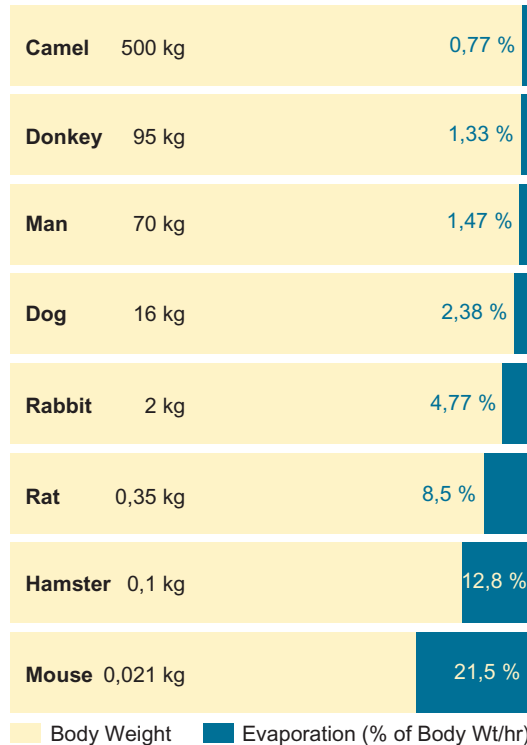 Camel 500 kg 0,77 %
Donkey 95 kg 1,33 %
Man 70 kg 1,47 %
Dog 16 kg 2,38 %
Rabbit 2 kg 4,77 %
Rat 0,35 kg 8,5 %
Hamster 0,1 kg 12,8 %
Mouse 0,021 kg 21,5 %
Body Weight Evaporation (% of Body Wt/hr)